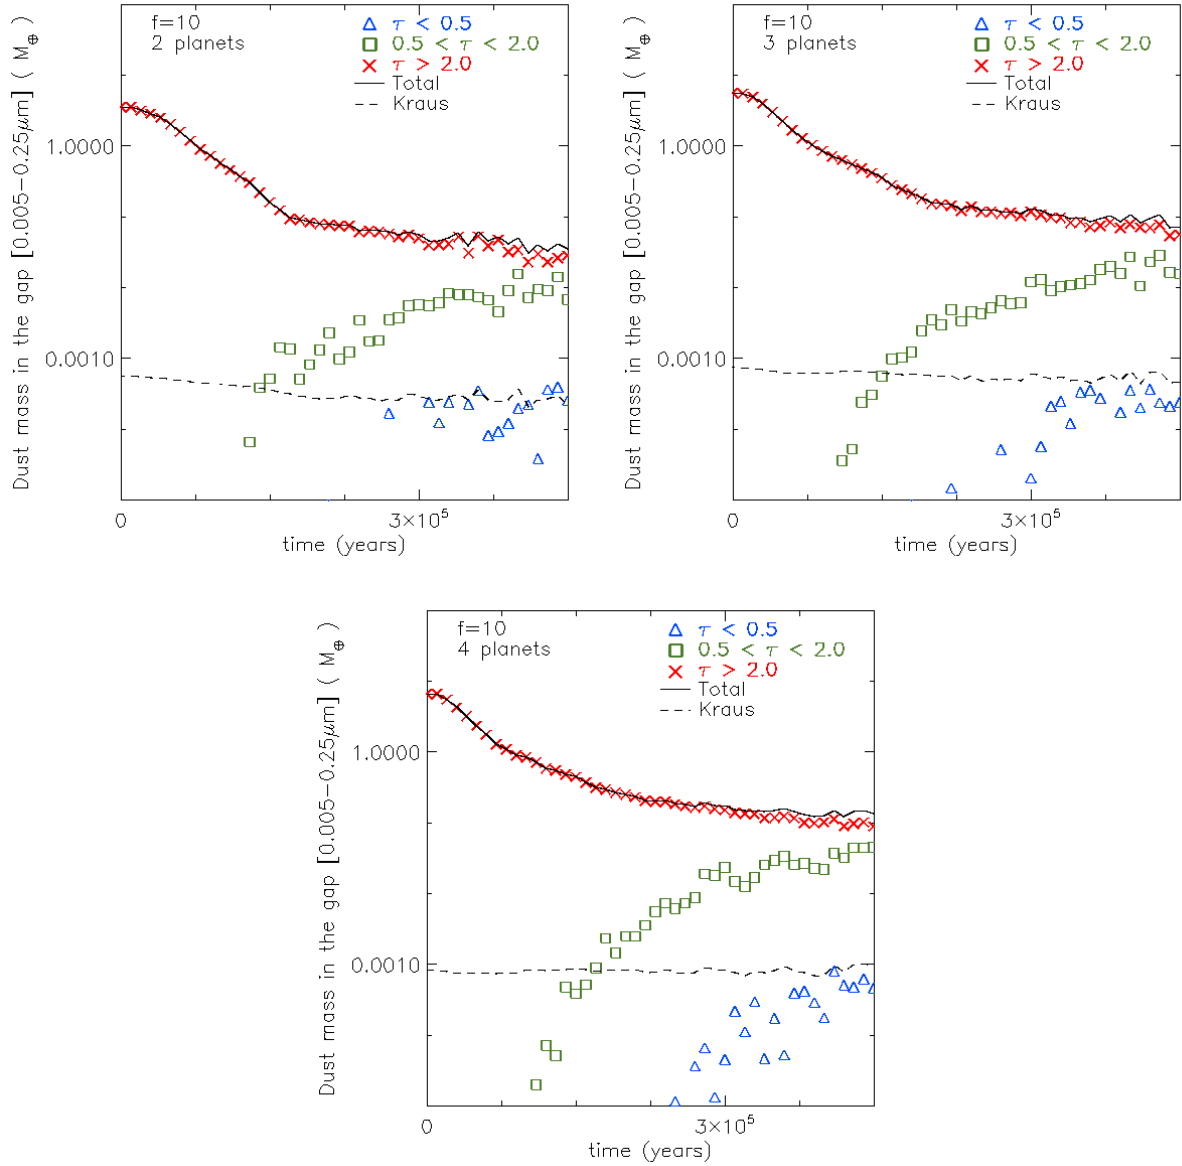 f=10
2 planets
τ < 0.5
0.5 < τ < 2.0
τ > 2.0
Total
Kraus
Dust mass in the gap [0.005−0.25μm] ( M⊕ )
1.0000
0.0010
0
3×10⁵
time (years)
f=10
3 planets
τ < 0.5
0.5 < τ < 2.0
τ > 2.0
Total
Kraus
Dust mass in the gap [0.005−0.25μm] ( M⊕ )
1.0000
0.0010
0
3×10⁵
time (years)
f=10
4 planets
τ < 0.5
0.5 < τ < 2.0
τ > 2.0
Total
Kraus
Dust mass in the gap [0.005−0.25μm] ( M⊕ )
1.0000
0.0010
0
3×10⁵
time (years)